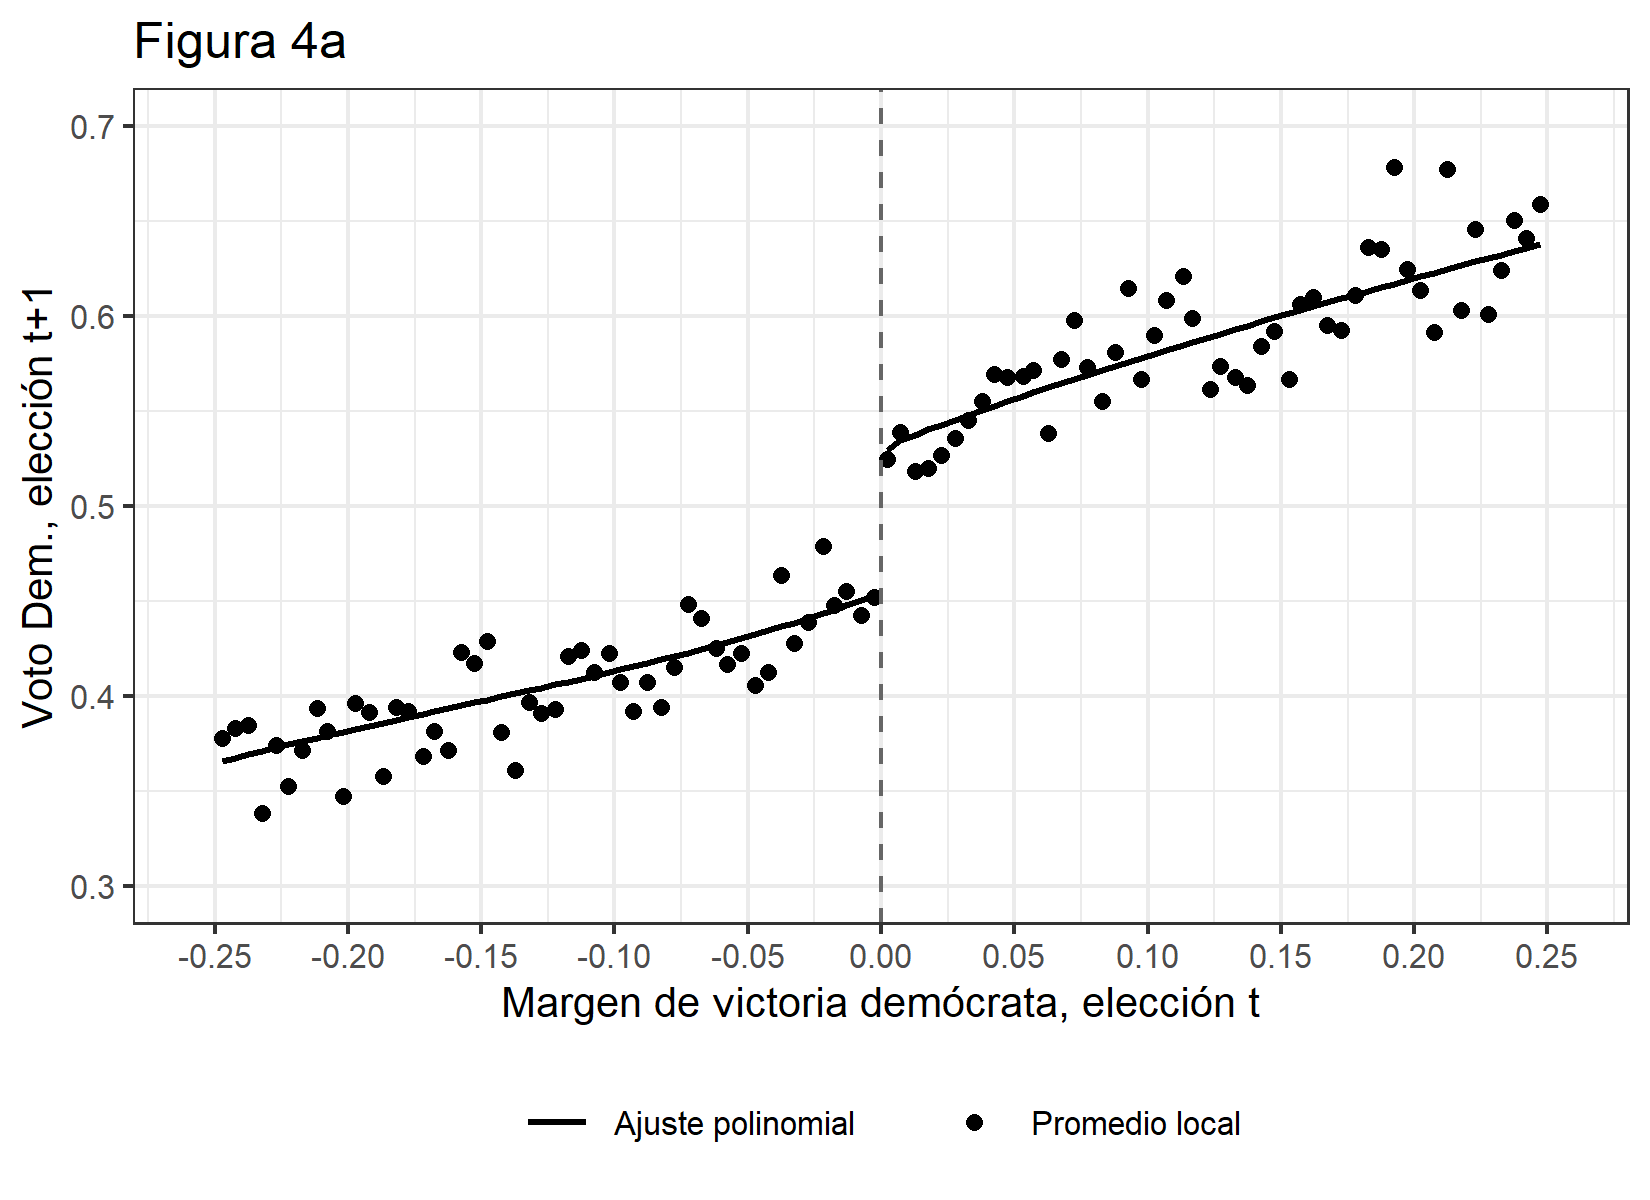 Figura 4a
Voto Dem., elección t+1
0.7
0.6
0.5
0.4
0.3
-0.25 -0.20 -0.15 -0.10 -0.05 0.00 0.05 0.10 0.15 0.20 0.25
Margen de victoria demócrata, elección t
Ajuste polinomial Promedio local